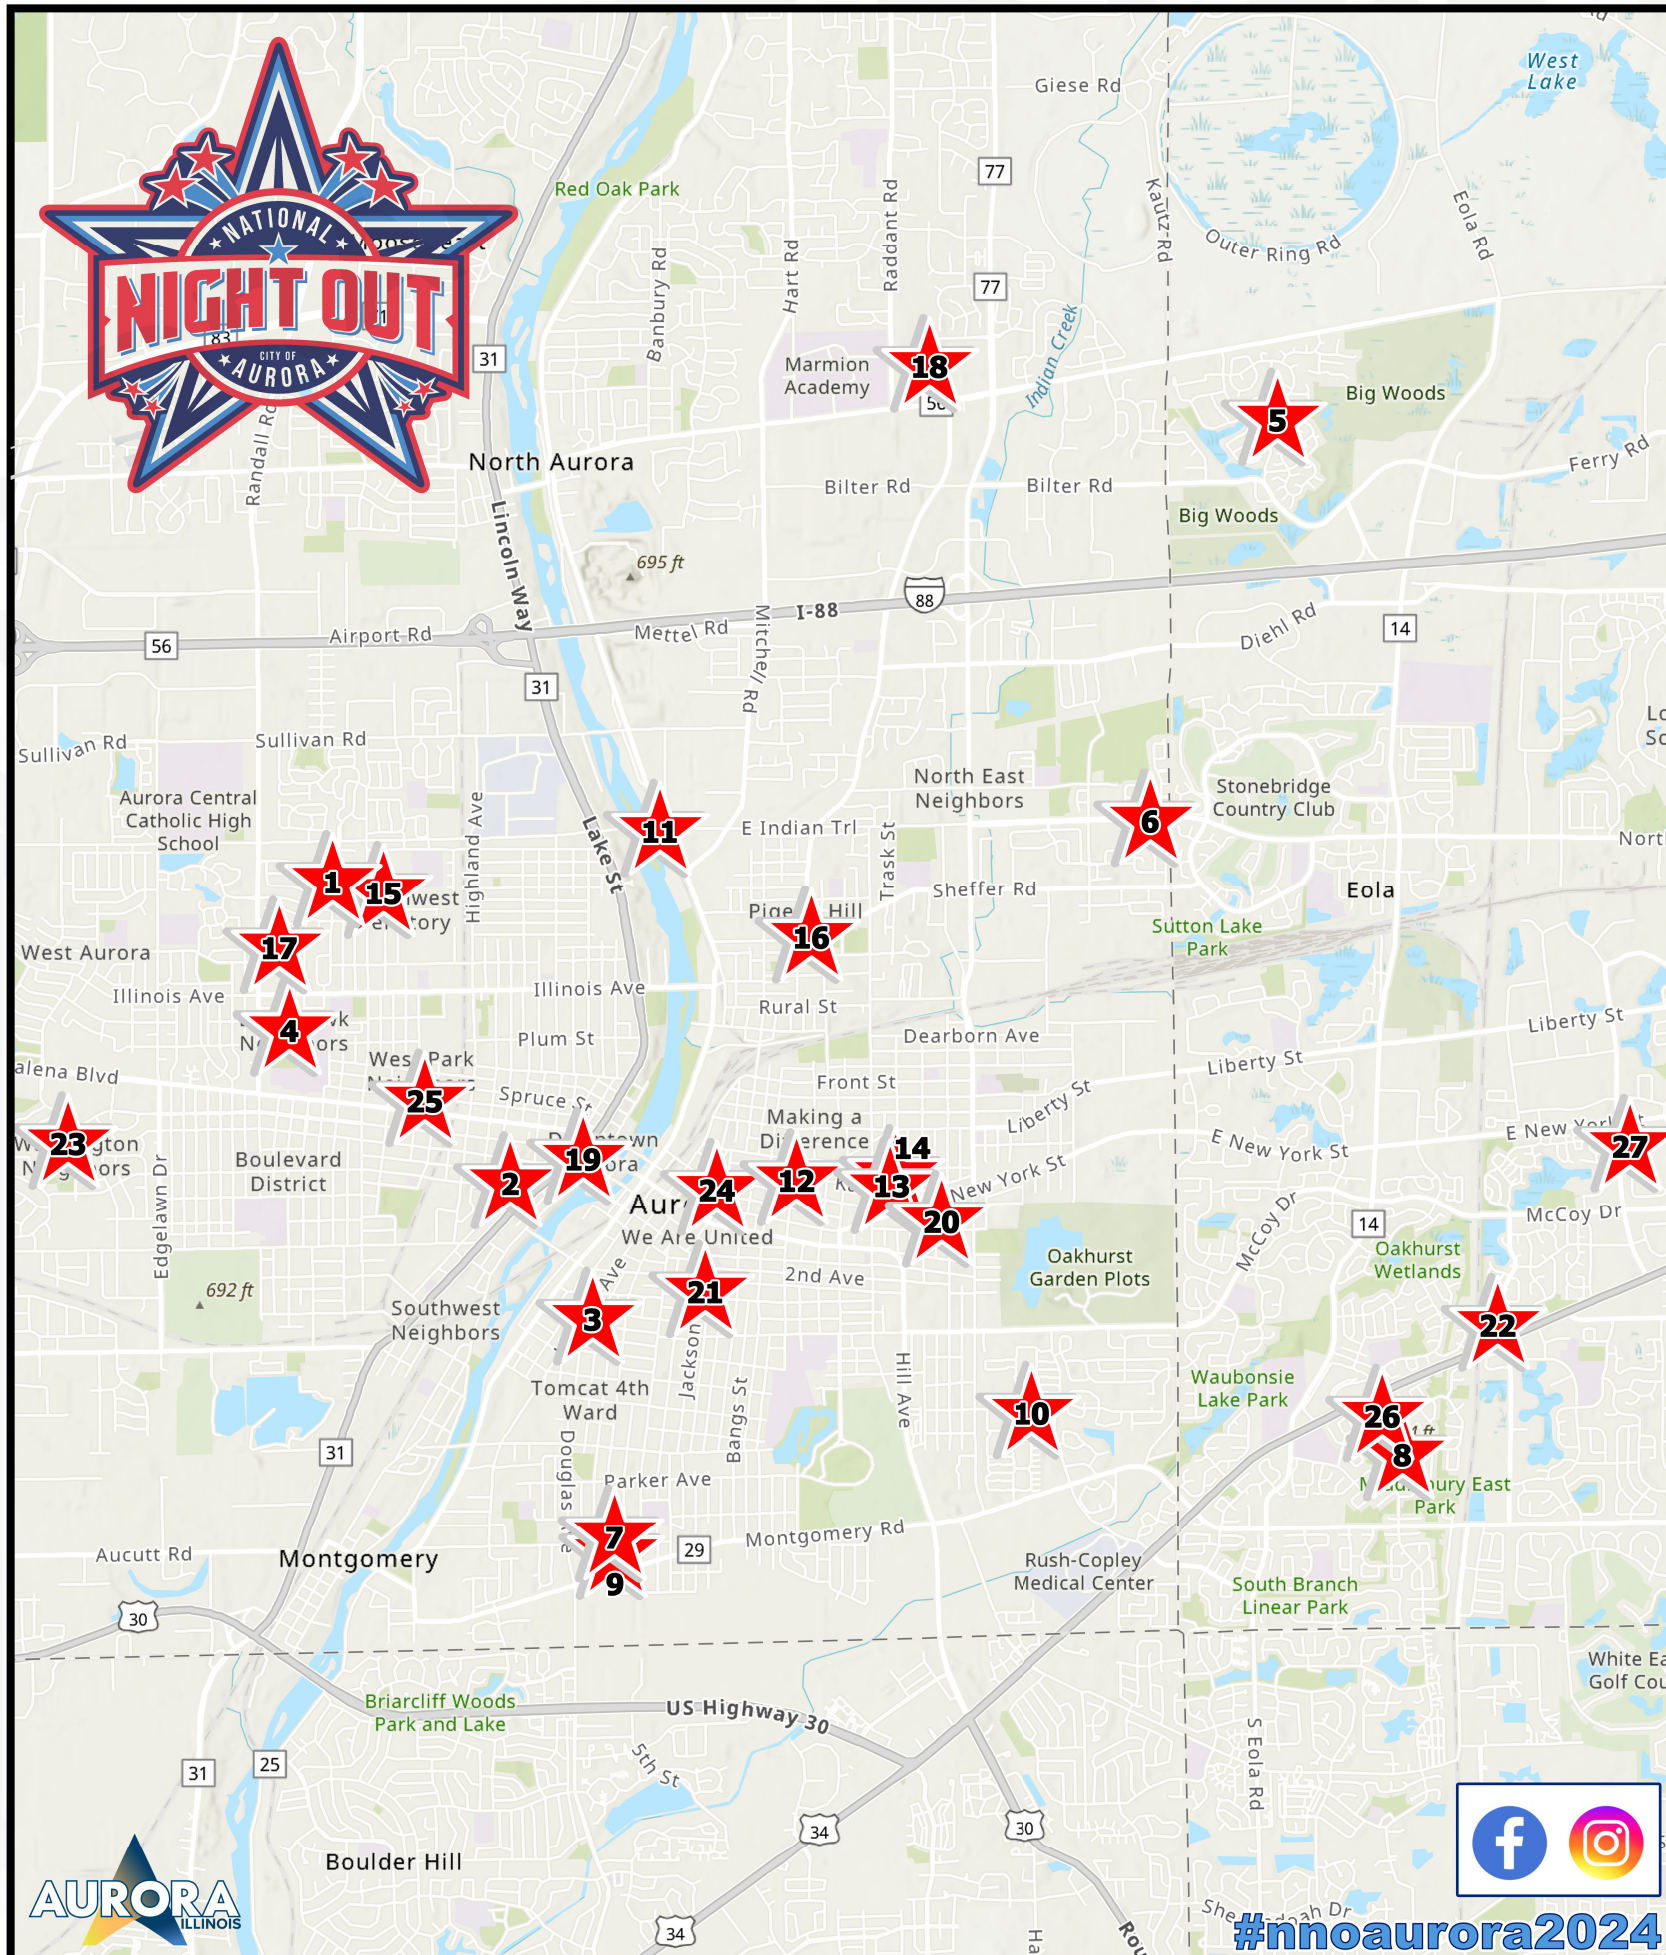 NATIONAL
NIGHT OUT
CITY OF
AURORA
83
31
Randall Rd
Red Oak Park
Banbury Rd
Hart Rd
Raddant Rd
77
77
Giese Rd
Kautz Rd
Outer Ring Rd
Eola Rd
West
Lake
Indian Creek
Marmion
Academy
18
5
Big Woods
Ferry Rd
North Aurora
Bilter Rd
Bilter Rd
Big Woods
Lincoln Way
695 ft
I-88
88
Mettel Rd
Mitchell Rd
Airport Rd
56
31
Diehl Rd
14
Sullivan Rd
Sullivan Rd
Aurora Central
Catholic High
School
Highland Ave
Lake St
11
E Indian Trl
Trask St
North East
Neighbors
6
Stonebridge
Country Club
Sheffer Rd
Eola
1
15
17
West Aurora
16
Sutton Lake
Park
Illinois Ave
Illinois Ave
Rural St
4
Plum St
Dearborn Ave
Liberty St
Liberty St
Liberty St
25
Spruce St
Front St
Making a
Difference
23
Boulevard
District
Edgelawn Dr
2
19
24
12
14
13
20
New York St
E New York St
27
We Are United
McCoy Dr
McCoy Dr
14
Oakhurst
Wetlands
Oakhurst
Garden Plots
2nd Ave
21
3
Ave
692 ft
Southwest
Neighbors
22
Jackson
Tomcat 4th
Ward
Bangs St
Hill Ave
10
Waubonsie
Lake Park
26
8
East
Park
31
Douglas
Parker Ave
7
9
29
Montgomery Rd
Aucutt Rd
Montgomery
Rush-Copley
Medical Center
South Branch
Linear Park
30
Briarcliff Woods
Park and Lake
US Highway 30
5th St
S Eola Rd
31
25
34
30
Boulder Hill
34
AURORA
ILLINOIS
#nnoaurora2024